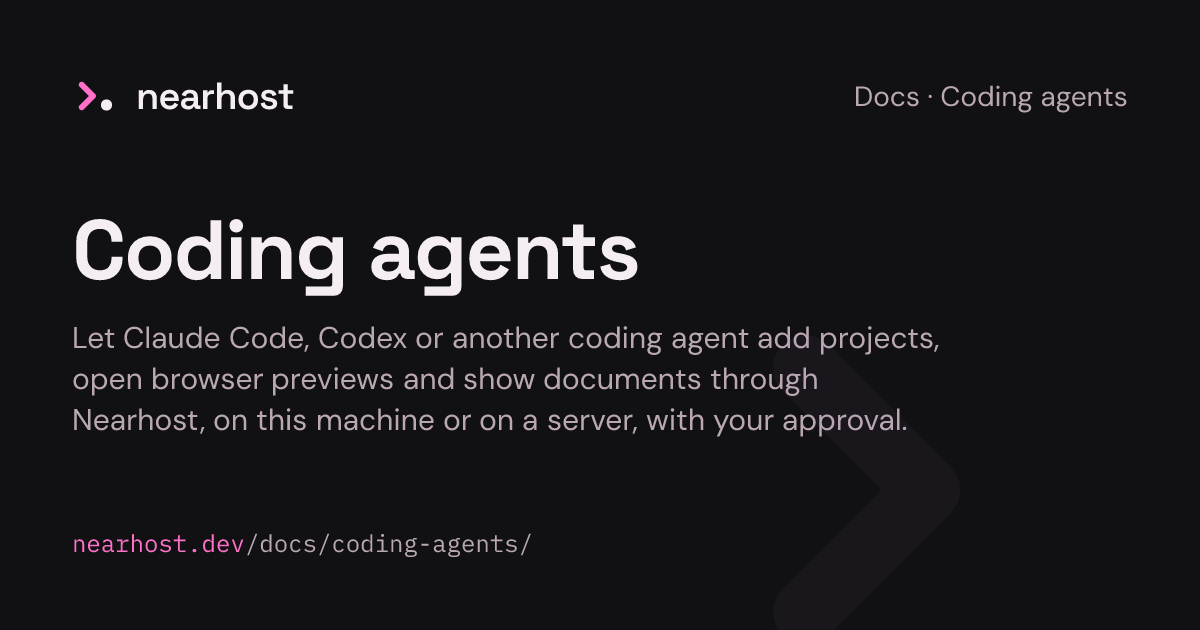 nearhost
Docs · Coding agents
Coding agents
Let Claude Code, Codex or another coding agent add projects,
open browser previews and show documents through
Nearhost, on this machine or on a server, with your approval.
nearhost.dev/docs/coding-agents/